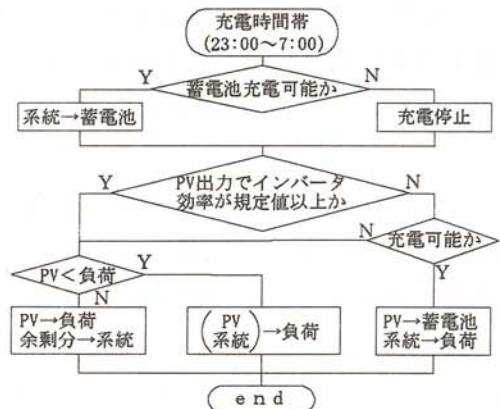 充電時間帯
(23:00～7:00)
Y
蓄電池充電可能か
N
系統→蓄電池
充電停止
Y
PV出力でインバータ
効率が規定値以上か
N
N
充電可能か
Y
PV<負荷
Y
N
PV→負荷
余剰分→系統
(PV
系統)→負荷
PV→蓄電池
系統→負荷
end